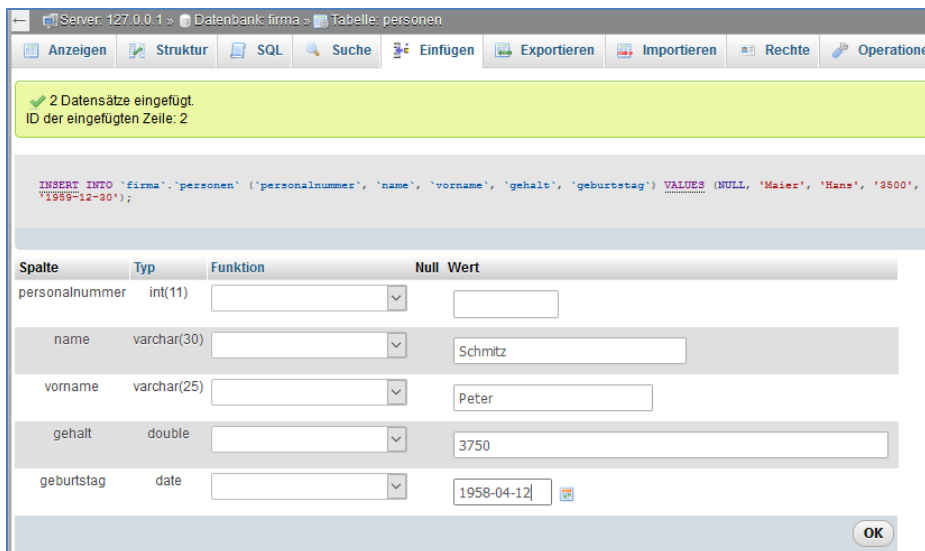 Server: 127.0.0.1 » Datenbank: firma » Tabelle: personen
Anzeigen Struktur SQL Suche Einfügen Exportieren Importieren Rechte Operatione
2 Datensätze eingefügt.
ID der eingefügten Zeile: 2
INSERT INTO `firma`.`personen` (`personalnummer`, `name`, `vorname`, `gehalt`, `geburtstag`) VALUES (NULL, 'Maier', 'Hans', '3500',
'1959-12-30');
Spalte Typ Funktion Null Wert
personalnummer int(11)
name varchar(30) Schmitz
vorname varchar(25) Peter
gehalt double 3750
geburtstag date 1958-04-12
OK